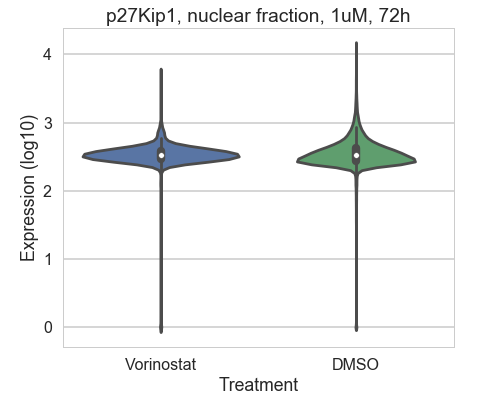 p27Kip1, nuclear fraction, 1uM, 72h
Expression (log10)
4
3
2
1
0
Vorinostat
DMSO
Treatment